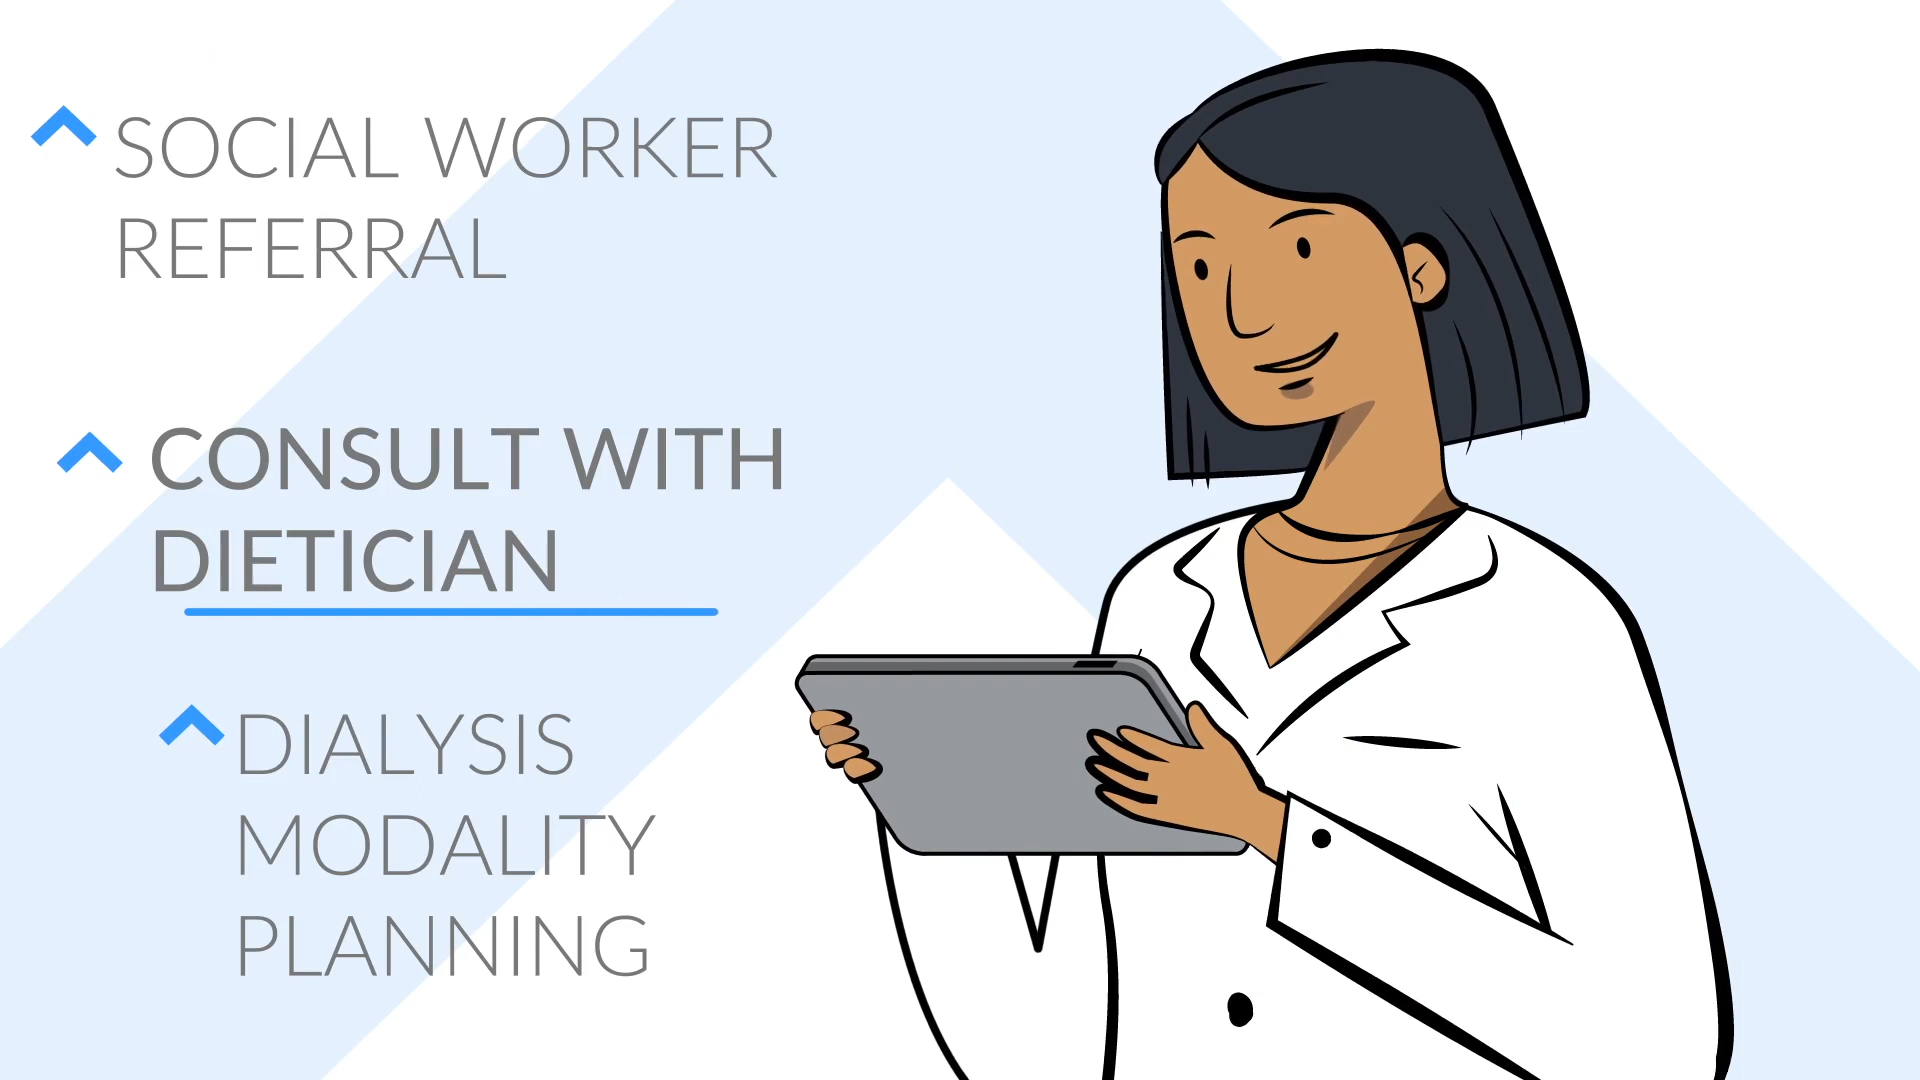 SOCIAL WORKER
REFERRAL
CONSULT WITH
DIETICIAN
DIALYSIS
MODALITY
PLANNING